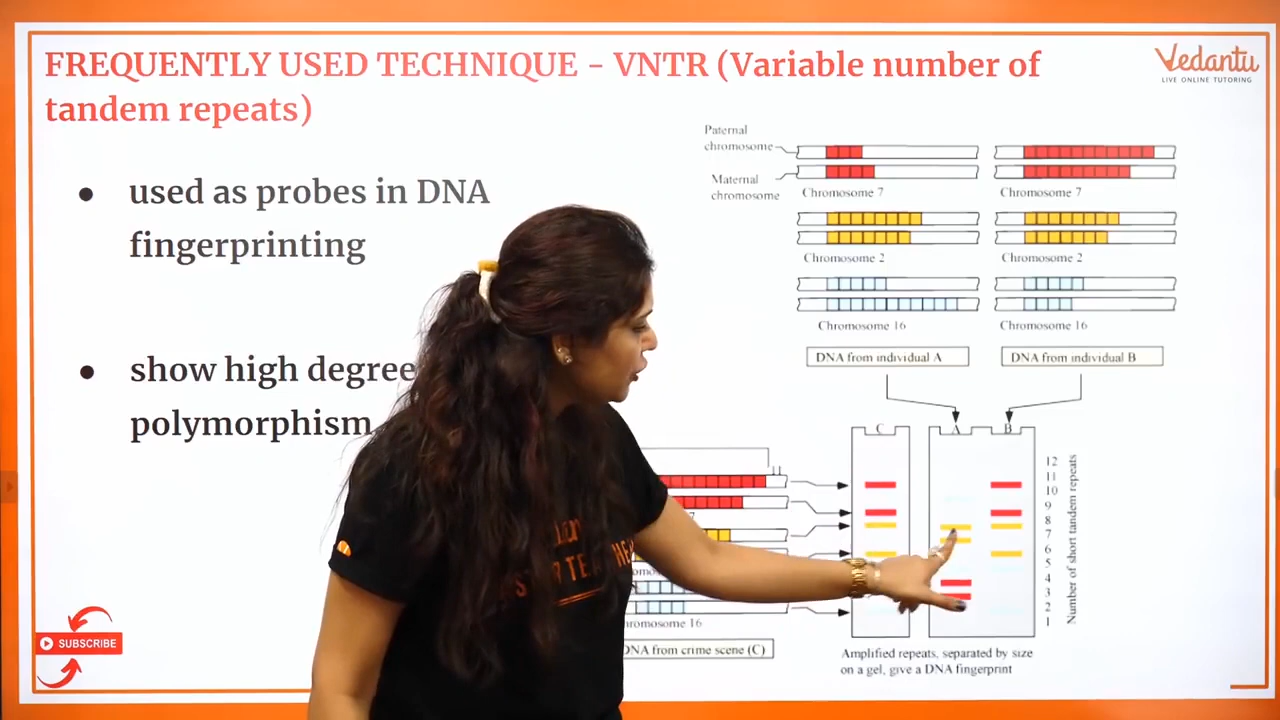 FREQUENTLY USED TECHNIQUE – VNTR (Variable number of
tandem repeats)
Vedantu
LIVE ONLINE TUTORING
● used as probes in DNA
fingerprinting
● show high degree
polymorphism
SUBSCRIBE
Paternal
chromosome
Maternal
chromosome
Chromosome 7
Chromosome 7
Chromosome 2
Chromosome 2
Chromosome 16
Chromosome 16
DNA from individual A
DNA from individual B
C
A
B
12
11
10
9
8
7
6
5
4
3
2
1
Number of short tandem repeats
7
16
DNA from crime scene (C)
Amplified repeats, separated by size
on a gel, give a DNA fingerprint